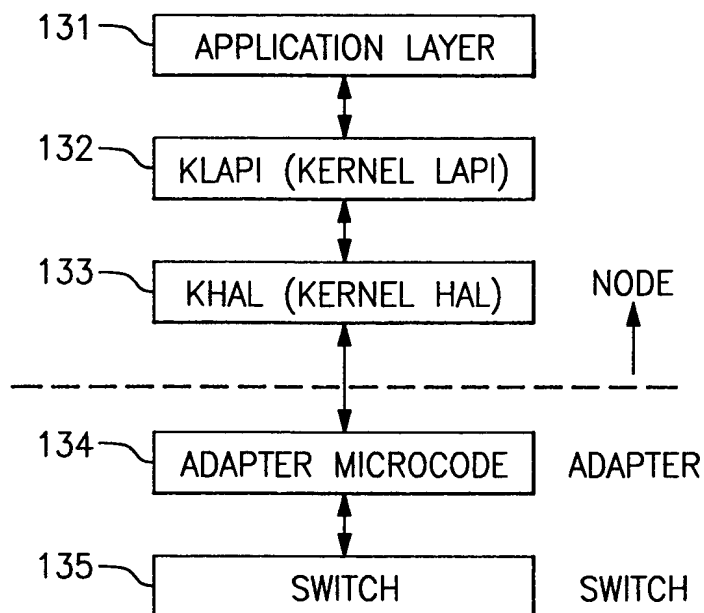 131
APPLICATION LAYER
132
KLAPI (KERNEL LAPI)
133
KHAL (KERNEL HAL)
NODE
134
ADAPTER MICROCODE
ADAPTER
135
SWITCH
SWITCH